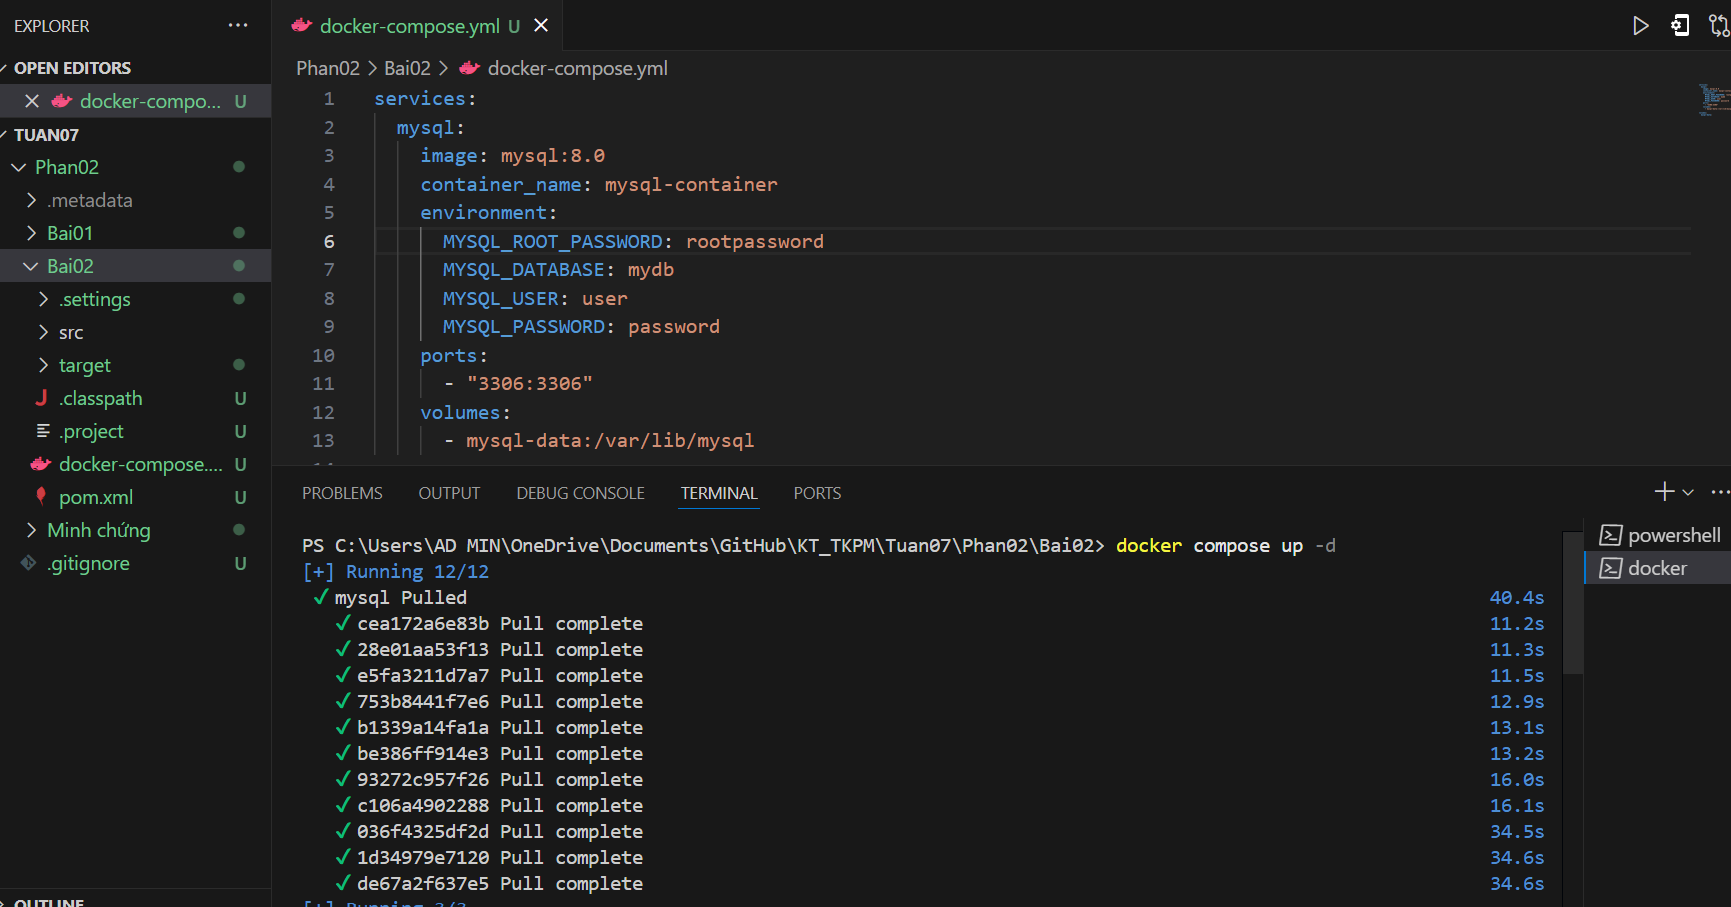 EXPLORER
OPEN EDITORS
docker-compo... U
TUAN07
Phan02
.metadata
Bai01
Bai02
.settings
src
target
.classpath U
.project U
docker-compose.... U
pom.xml U
Minh chứng
.gitignore U
OUTLINE
docker-compose.yml U
Phan02 > Bai02 > docker-compose.yml
1 services:
2 mysql:
3 image: mysql:8.0
4 container_name: mysql-container
5 environment:
6 MYSQL_ROOT_PASSWORD: rootpassword
7 MYSQL_DATABASE: mydb
8 MYSQL_USER: user
9 MYSQL_PASSWORD: password
10 ports:
11 - "3306:3306"
12 volumes:
13 - mysql-data:/var/lib/mysql
PROBLEMS OUTPUT DEBUG CONSOLE TERMINAL PORTS
PS C:\Users\AD MIN\OneDrive\Documents\GitHub\KT_TKPM\Tuan07\Phan02\Bai02> docker compose up -d
[+] Running 12/12
✓ mysql Pulled 40.4s
✓ cea172a6e83b Pull complete 11.2s
✓ 28e01aa53f13 Pull complete 11.3s
✓ e5fa3211d7a7 Pull complete 11.5s
✓ 753b8441f7e6 Pull complete 12.9s
✓ b1339a14fa1a Pull complete 13.1s
✓ be386ff914e3 Pull complete 13.2s
✓ 93272c957f26 Pull complete 16.0s
✓ c106a4902288 Pull complete 16.1s
✓ 036f4325df2d Pull complete 34.5s
✓ 1d34979e7120 Pull complete 34.6s
✓ de67a2f637e5 Pull complete 34.6s
powershell
docker